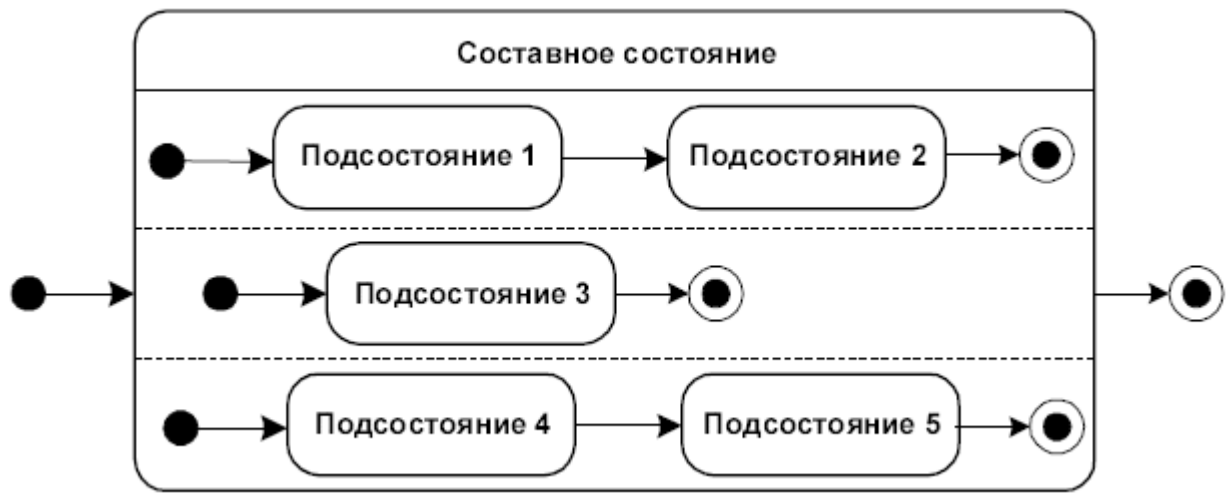 Составное состояние
Подсостояние 1
Подсостояние 2
Подсостояние 3
Подсостояние 4
Подсостояние 5